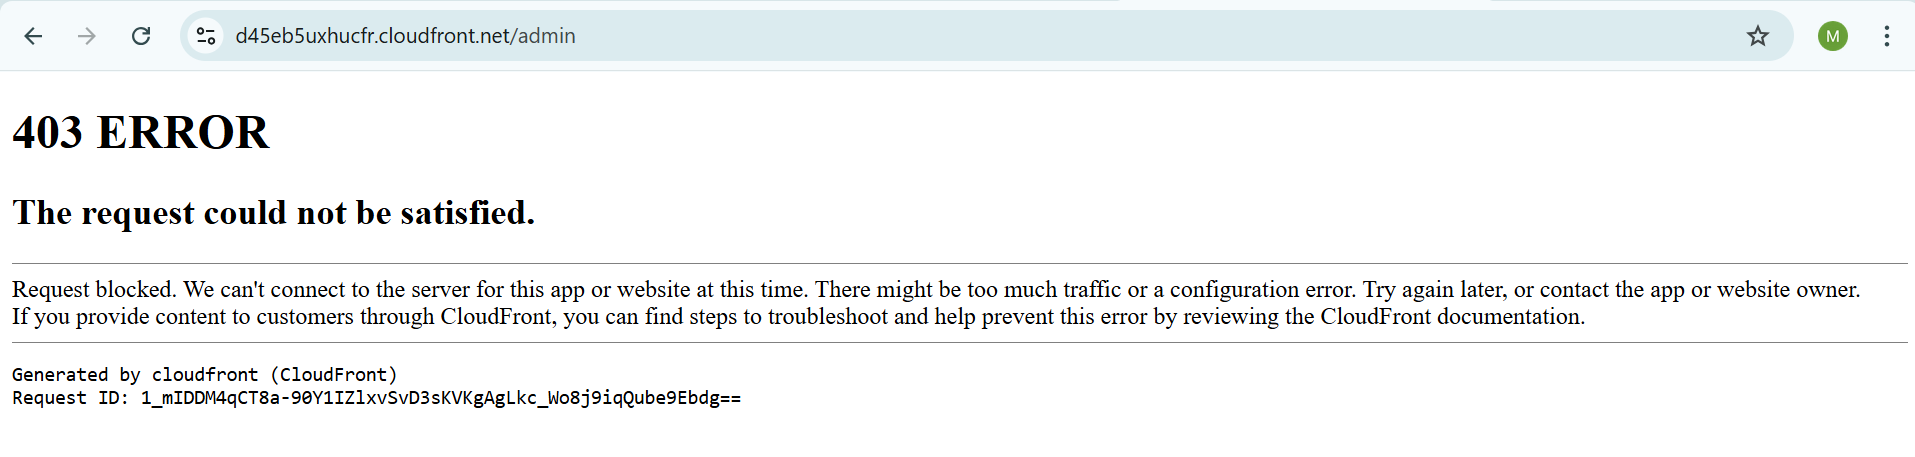 d45eb5uxhucfr.cloudfront.net/admin
M
403 ERROR
The request could not be satisfied.
Request blocked. We can't connect to the server for this app or website at this time. There might be too much traffic or a configuration error. Try again later, or contact the app or website owner.
If you provide content to customers through CloudFront, you can find steps to troubleshoot and help prevent this error by reviewing the CloudFront documentation.
Generated by cloudfront (CloudFront)
Request ID: 1_mIDDM4qCT8a-90Y1IZlxvSvD3sKVKgAgLkc_Wo8j9iqQube9Ebdg==